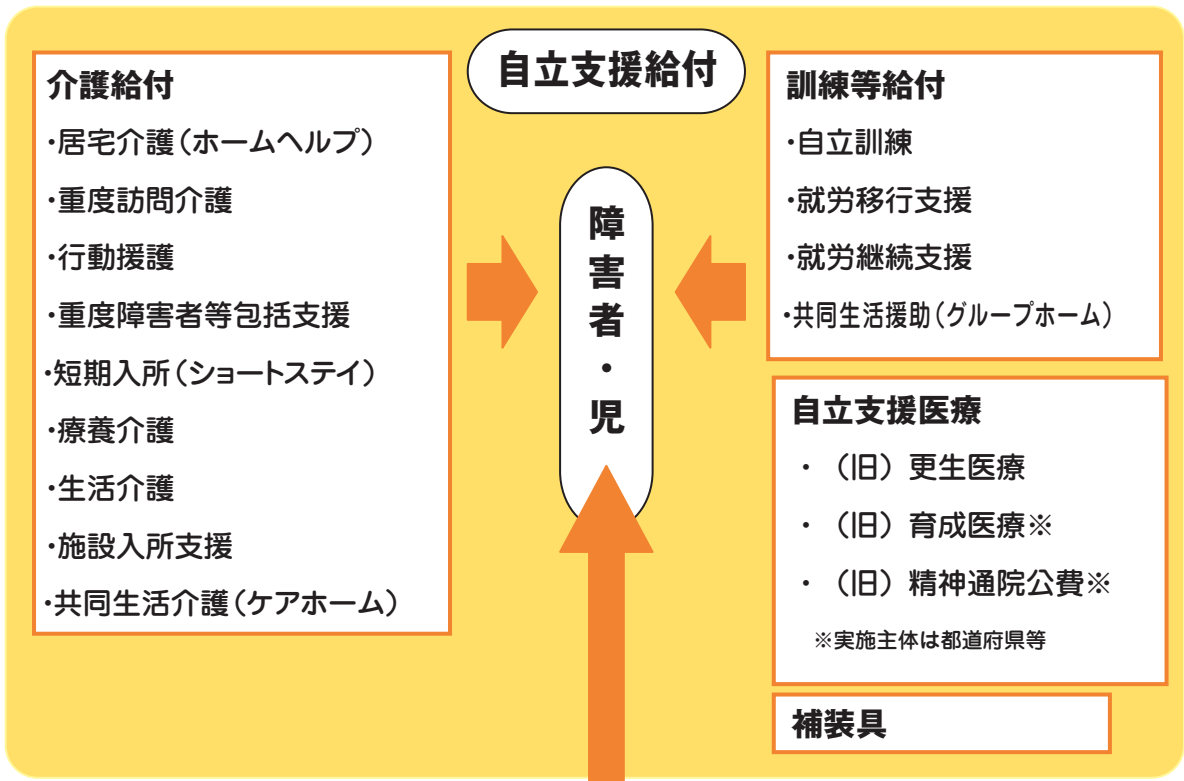 自立支援給付
介護給付
・居宅介護（ホームヘルプ）
・重度訪問介護
・行動援護
・重度障害者等包括支援
・短期入所（ショートステイ）
・療養介護
・生活介護
・施設入所支援
・共同生活介護（ケアホーム）
障害者・児
訓練等給付
・自立訓練
・就労移行支援
・就労継続支援
・共同生活援助（グループホーム）
自立支援医療
・（旧）更生医療
・（旧）育成医療※
・（旧）精神通院公費※
※実施主体は都道府県等
補装具